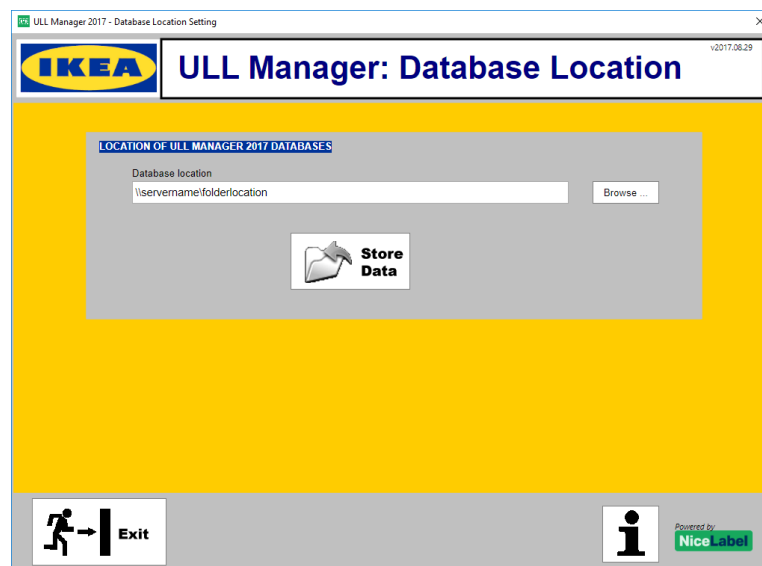 ULL Manager 2017 - Database Location Setting
v2017.08.29
IKEA
ULL Manager: Database Location
LOCATION OF ULL MANAGER 2017 DATABASES
Database location
\\servername\folderlocation
Browse ...
Store
Data
Exit
Powered by
NiceLabel